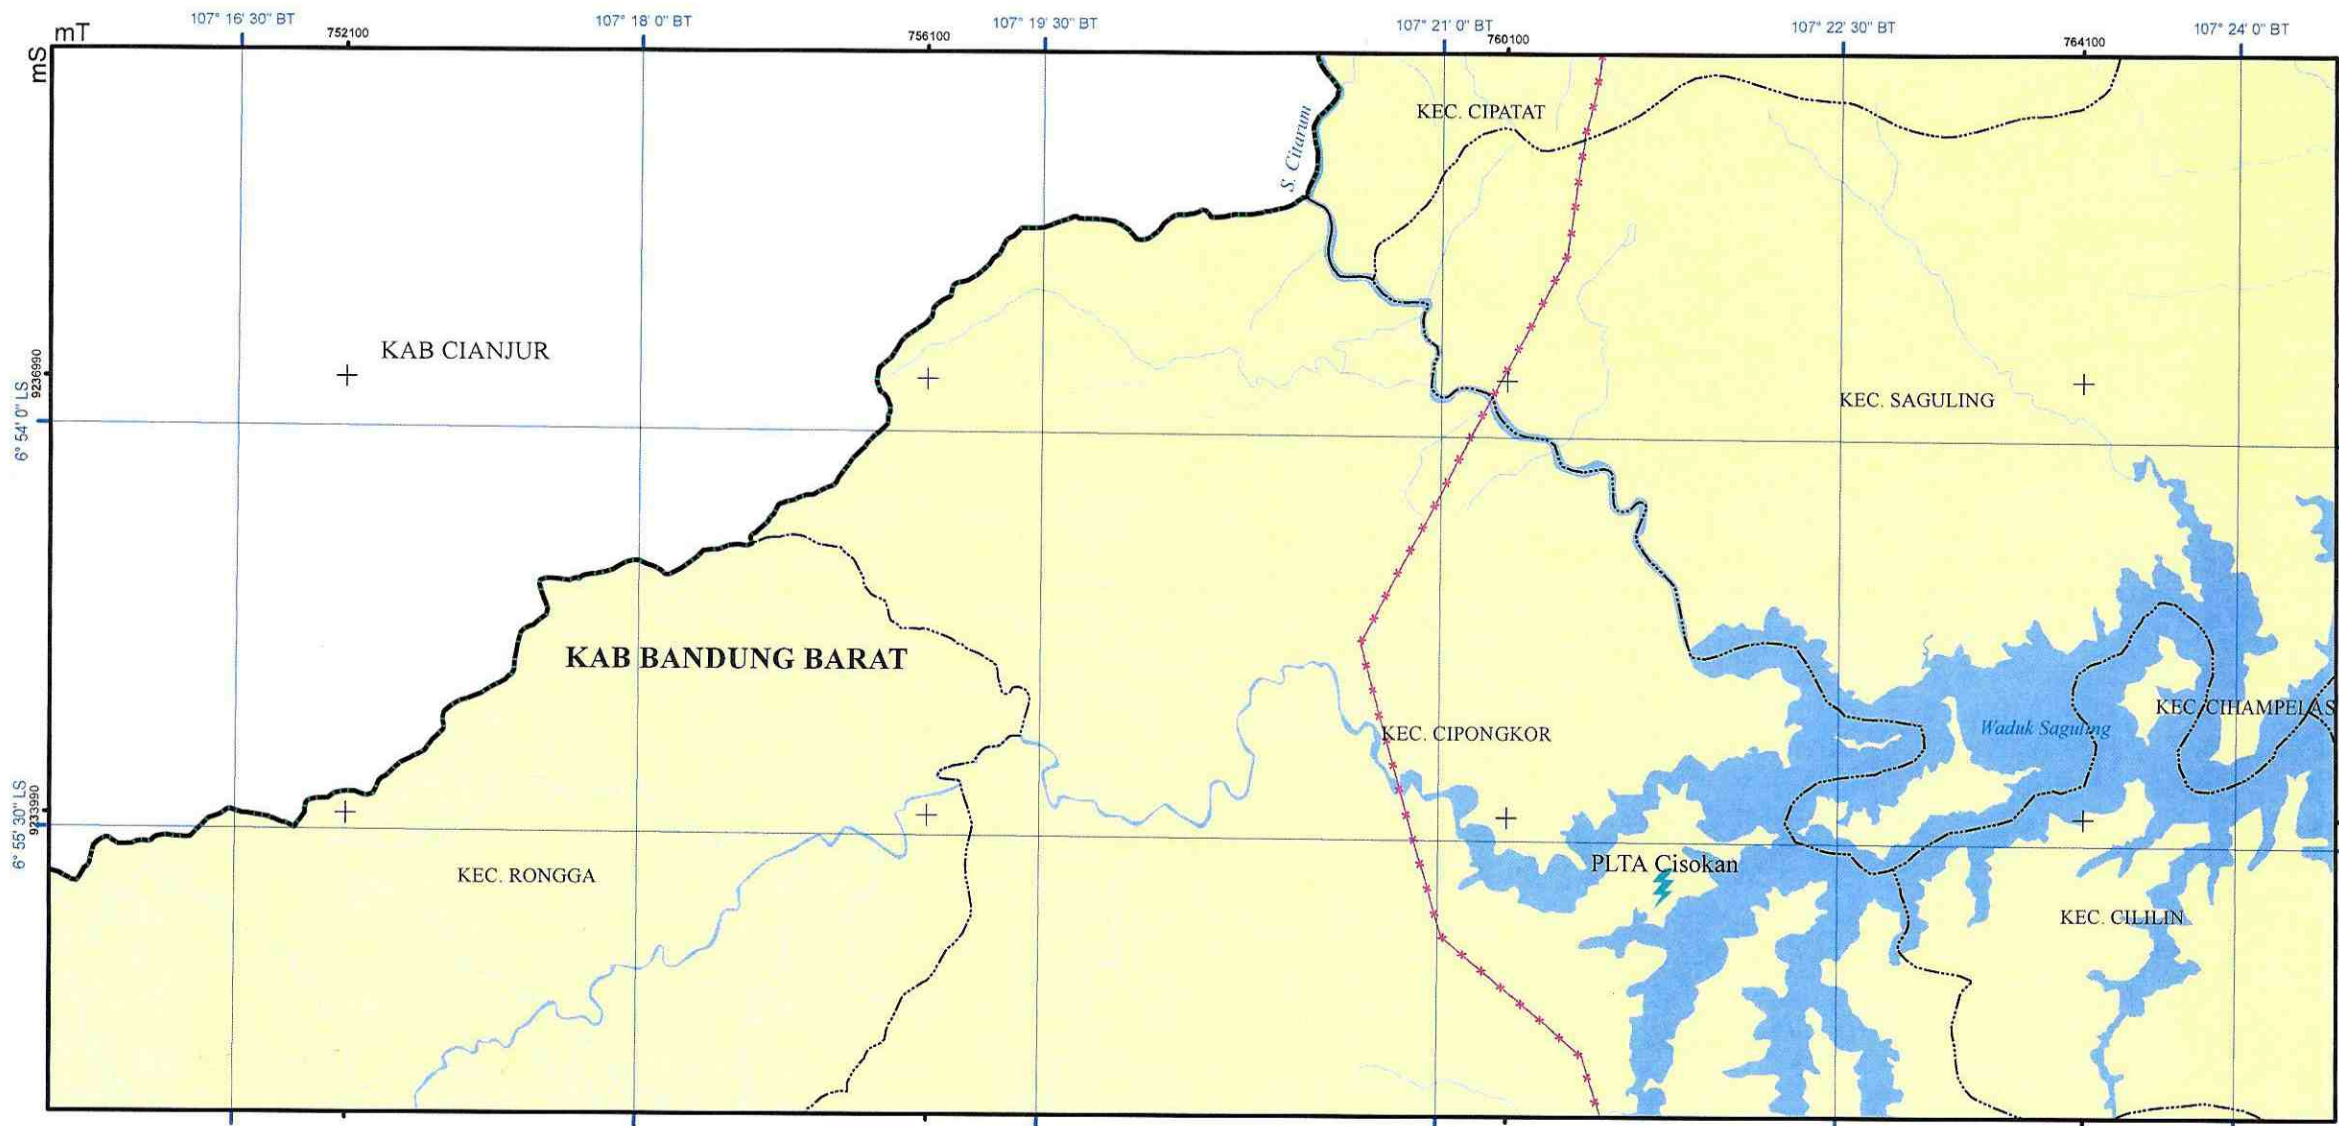 107° 16' 30" BT
107° 18' 0" BT
107° 19' 30" BT
107° 21' 0" BT
107° 22' 30" BT
107° 24' 0" BT
mT
752100
756100
760100
764100
mS
KEC. CIPATAT
S. Citarum
KAB CIANJUR
9236990
6° 54' 0" LS
KEC. SAGULING
KAB BANDUNG BARAT
KEC. CIHAMPELAS
Waduk Saguling
KEC. CIPONGKOR
9233990
6° 55' 30" LS
PLTA Cisokan
KEC. RONGGA
KEC. CILILIN